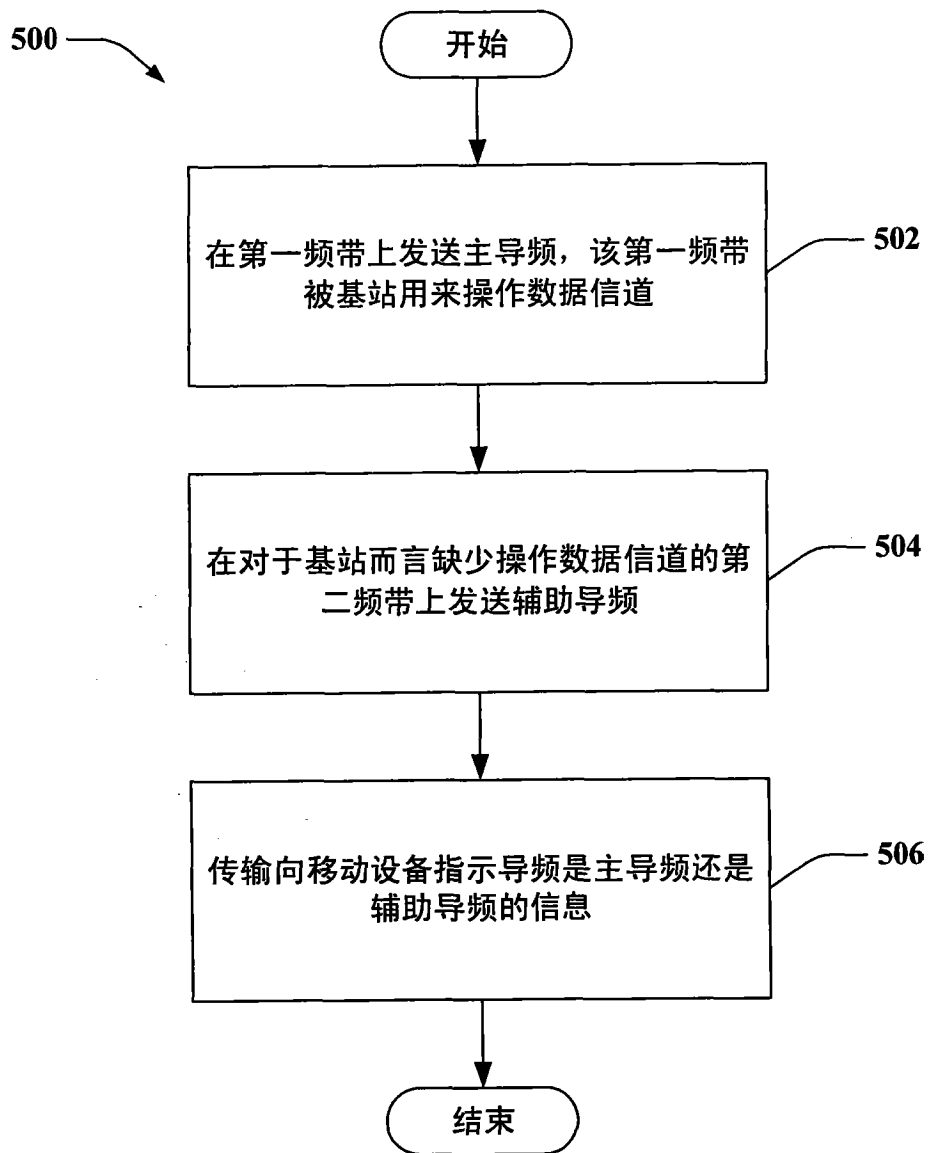 500
开始
在第一频带上发送主导频，该第一频带
被基站用来操作数据信道
502
在对于基站而言缺少操作数据信道的第
二频带上发送辅助导频
504
传输向移动设备指示导频是主导频还是
辅助导频的信息
506
结束